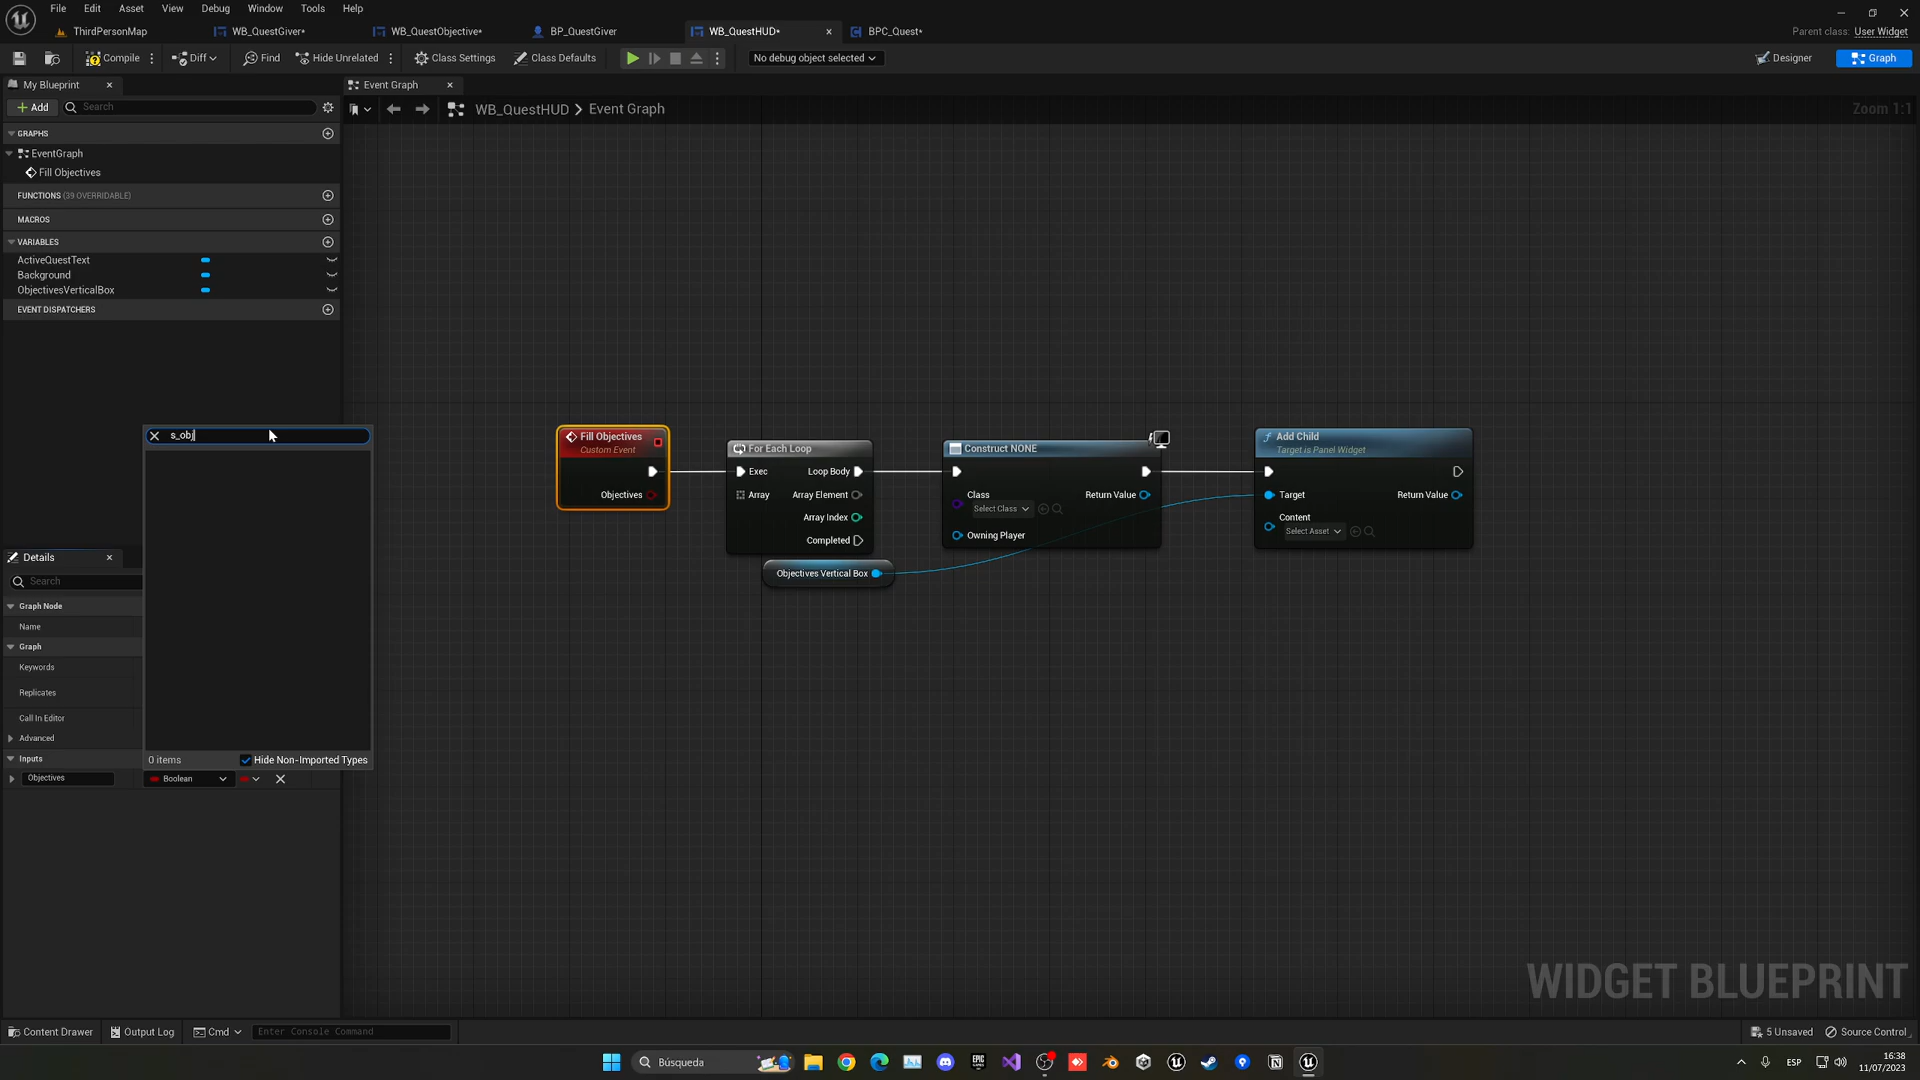 File Edit Asset View Debug Window Tools Help
ThirdPersonMap WB_QuestGiver* WB_QuestObjective* BP_QuestGiver WB_QuestHUD* BPC_Quest* Parent class: User Widget
Compile Diff Find Hide Unrelated Class Settings Class Defaults No debug object selected Designer Graph
My Blueprint Event Graph
Add Search WB_QuestHUD > Event Graph Zoom 1:1
GRAPHS
EventGraph
Fill Objectives
FUNCTIONS (39 OVERRIDABLE)
MACROS
VARIABLES
ActiveQuestText
Background
ObjectivesVerticalBox
EVENT DISPATCHERS
s_obj
Fill Objectives
Custom Event
Objectives
For Each Loop
Exec Loop Body
Array Array Element
Array Index
Completed
Objectives Vertical Box
Construct NONE
Class Return Value
Select Class
Owning Player
Add Child
Target is Panel Widget
Target Return Value
Content
Select Asset
Details
Search
Graph Node
Name
Graph
Keywords
Replicates
Call In Editor
Advanced
Inputs
0 items Hide Non-Imported Types
Objectives Boolean
WIDGET BLUEPRINT
Content Drawer Output Log Cmd Enter Console Command 5 Unsaved Source Control
Búsqueda EPIC GAMES ESP 16:38
11/07/2023